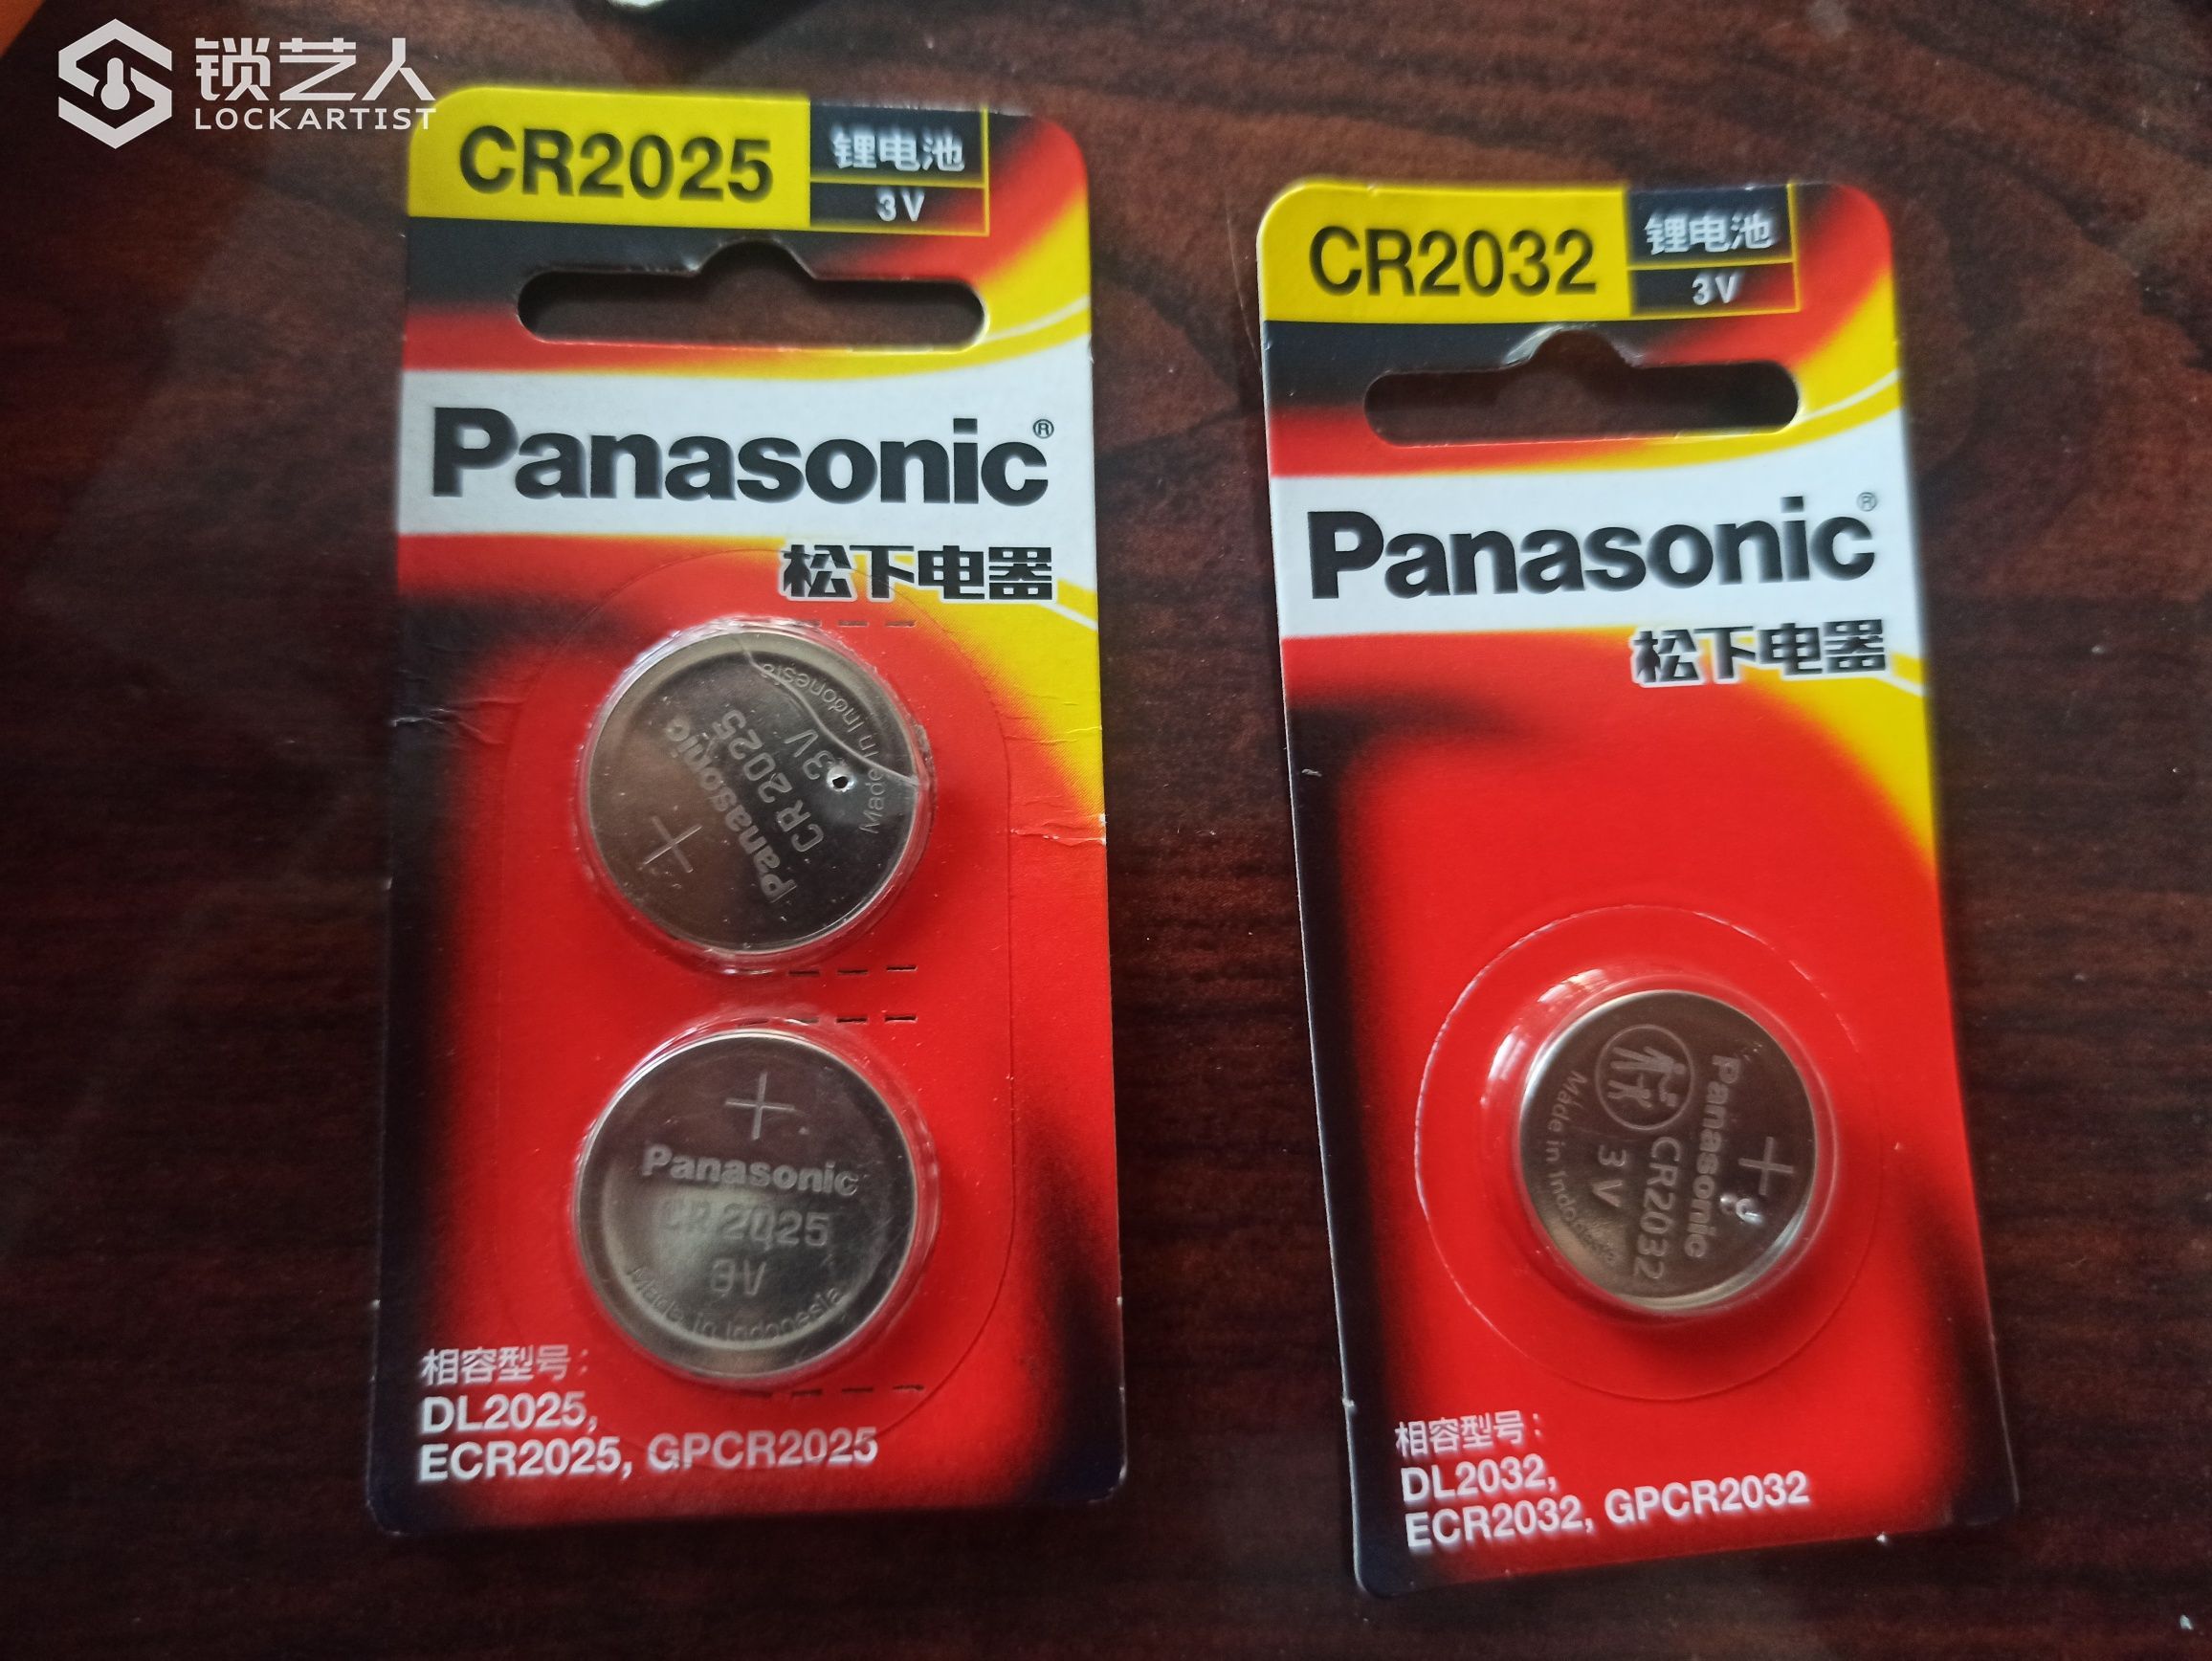 锁艺人
LOCKARTIST
CR2025
锂电池
3V
Panasonic®
松下电器
Panasonic
CR2025
3V
Made in Indonesia
+
Panasonic
CR2025
3V
Made in Indonesia
相容型号：
DL2025,
ECR2025, GPCR2025
CR2032
锂电池
3V
Panasonic®
松下电器
+
Panasonic
CR2032
3V
Made in Indonesia
相容型号：
DL2032,
ECR2032, GPCR2032